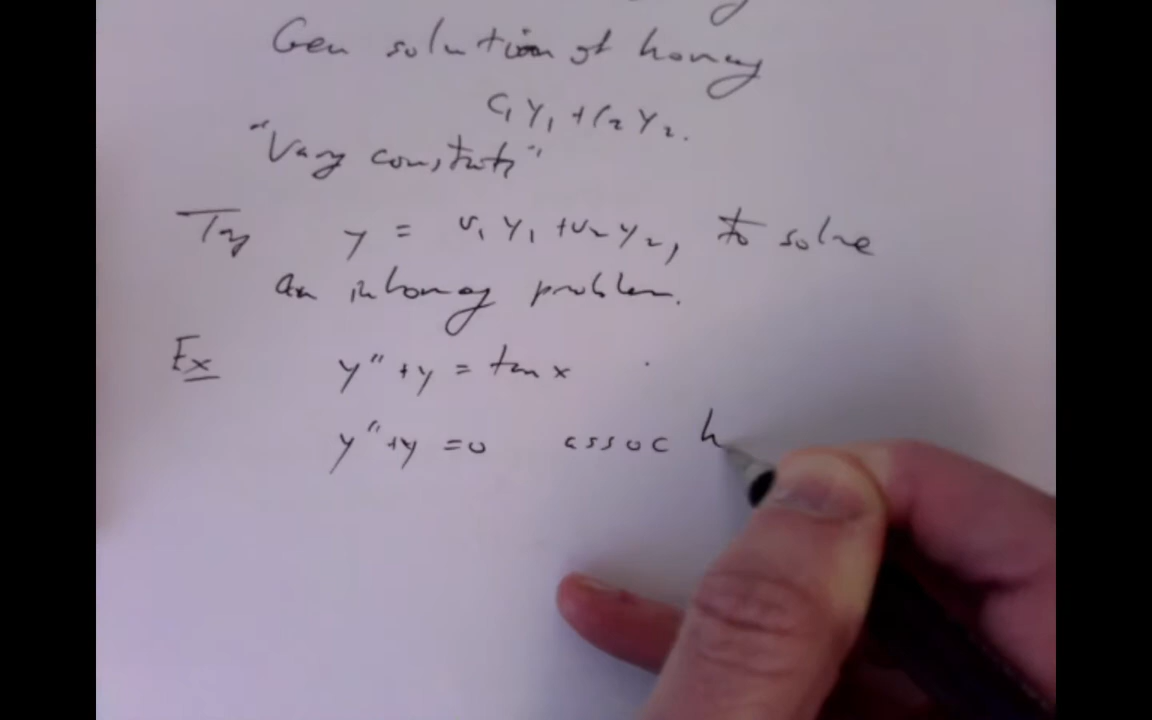 Gen solution of homog
c₁y₁ + c₂y₂.
"Vary constants"
Try y = v₁y₁ + v₂y₂, to solve
an inhomog problem.
Ex y" + y = tan x
y" + y = 0 assoc h